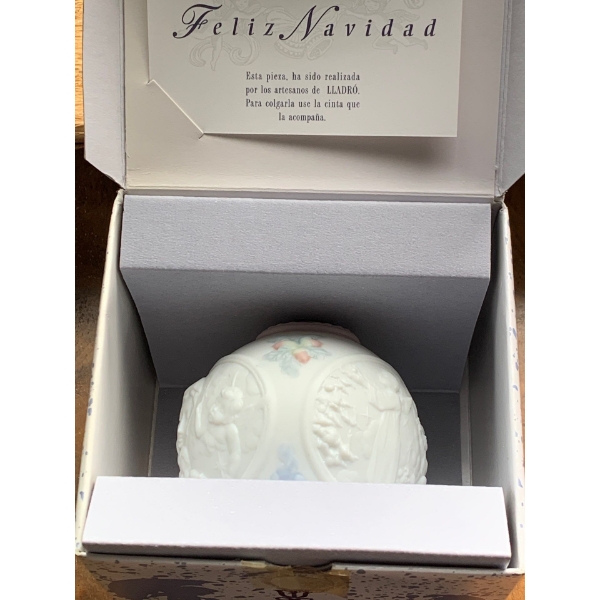 Feliz Navidad
Esta pieza, ha sido realizada
por los artesanos de LLADRÓ.
Para colgarla use la cinta que
la acompaña.